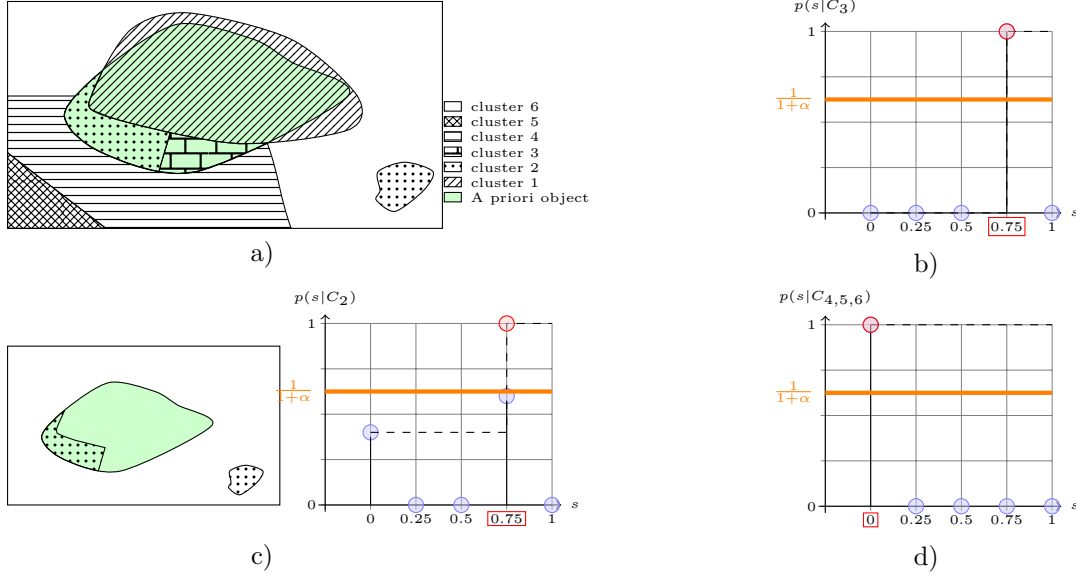 cluster 6
cluster 5
cluster 4
cluster 3
cluster 2
cluster 1
A priori object
a)
p(s|C₃)
1
1/(1+α)
0
0 0.25 0.5 0.75 1 s
b)
p(s|C₂)
1
1/(1+α)
0
0 0.25 0.5 0.75 1 s
c)
p(s|C₄,₅,₆)
1
1/(1+α)
0
0 0.25 0.5 0.75 1 s
d)